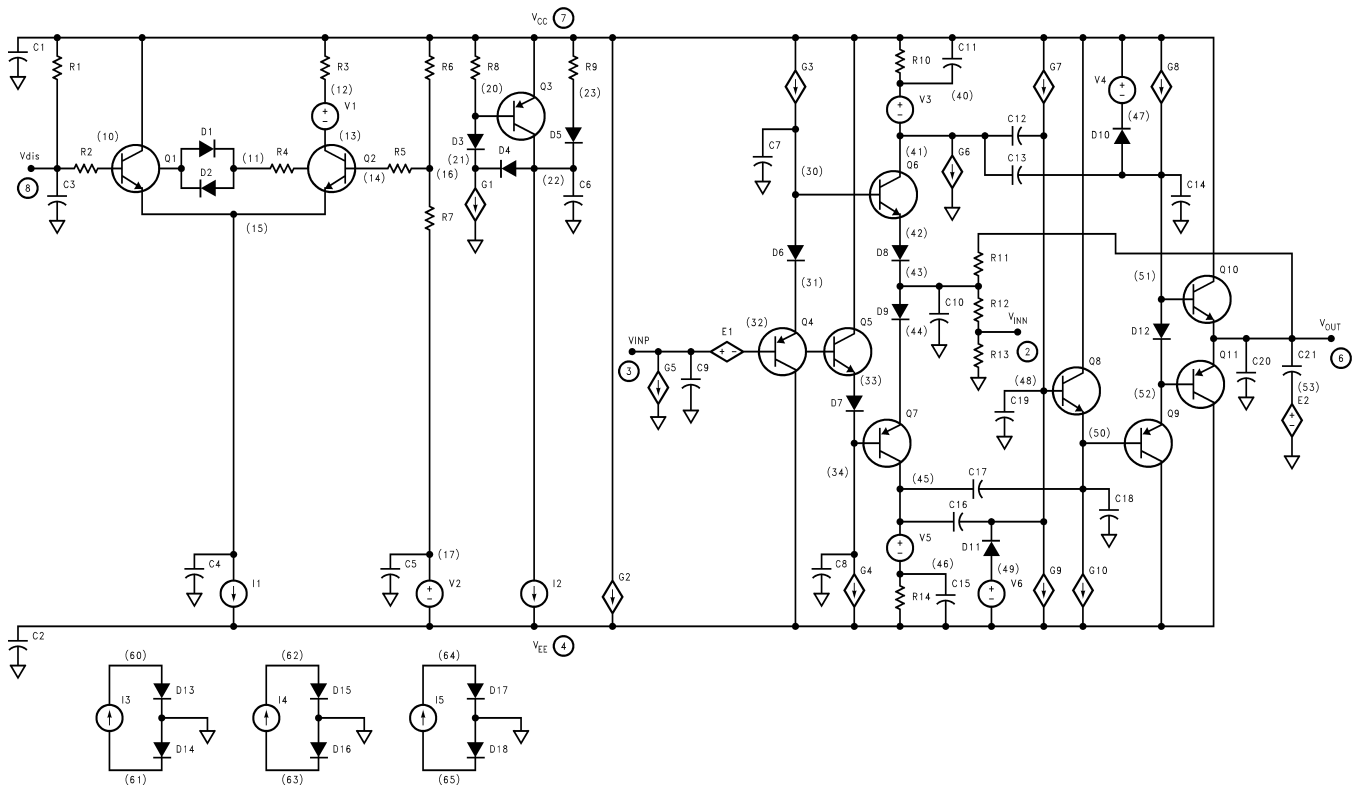 VCC 7
C1
R1
R3
R6
R8
R9
G3
R10
C11
G7
V4
G8
(12)
(20)
Q3
(23)
V3
(40)
(47)
V1
(10)
D1
(13)
D3
D5
C7
C12
D10
Vdis
R2
Q1
(11)
R4
Q2
R5
(21)
D4
(41)
G6
C13
8
C3
D2
(14)
(16)
G1
(22)
C6
(30)
Q6
C14
R7
(15)
(42)
D6
D8
R11
(43)
(51)
Q10
(31)
D9
C10
R12
VINN
E1
(32)
Q4
Q5
(44)
D12
VOUT
VINP
R13
2
Q11
6
3
G5
C9
(33)
(48)
Q8
C20
C21
(53)
(52)
E2
D7
C19
Q7
Q9
(50)
(34)
(45)
C17
C16
C18
V5
D11
C4
C5
(17)
C8
(46)
(49)
G9
G10
I1
V2
I2
G2
G4
R14
C15
V6
C2
VEE 4
(60)
(62)
(64)
D13
D15
D17
I3
I4
I5
D14
D16
D18
(61)
(63)
(65)